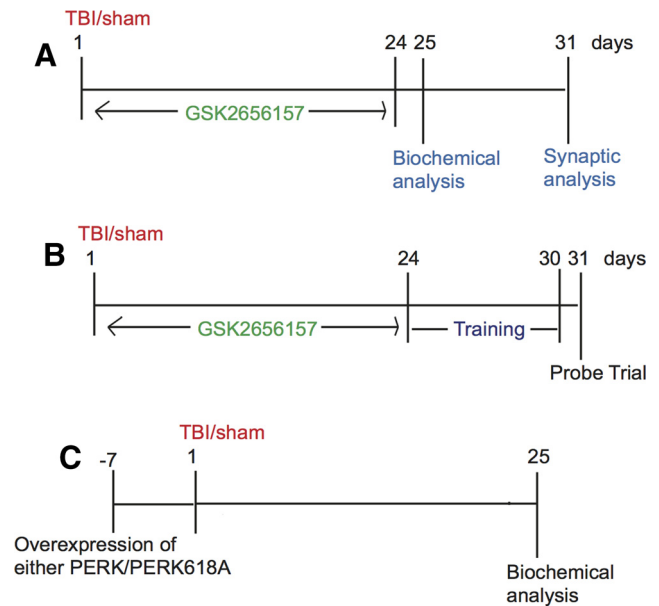 TBI/sham
A
1
24 25
31 days
GSK2656157
Biochemical
analysis
Synaptic
analysis
TBI/sham
B
1
24
30 31 days
GSK2656157
Training
Probe Trial
TBI/sham
C
-7
1
25
Overexpression of
either PERK/PERK618A
Biochemical
analysis